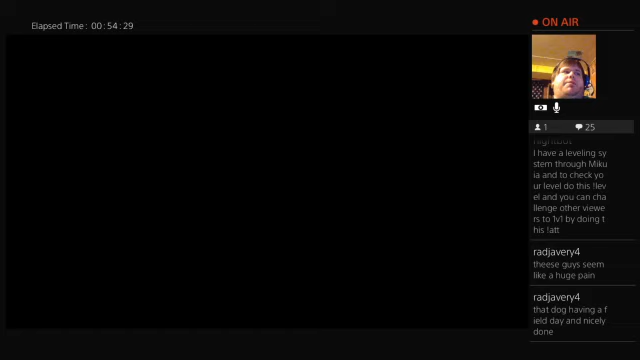 Elapsed Time: 00:54:29
ON AIR
1
25
nightbot
I have a leveling sy
stem through Miku
ia and to check yo
ur level do this !lev
el and you can cha
llenge other viewe
rs to 1v1 by doing t
his !att
radjavery4
theese guys seem
like a huge pain
radjavery4
that dog having a f
ield day and nicely
done